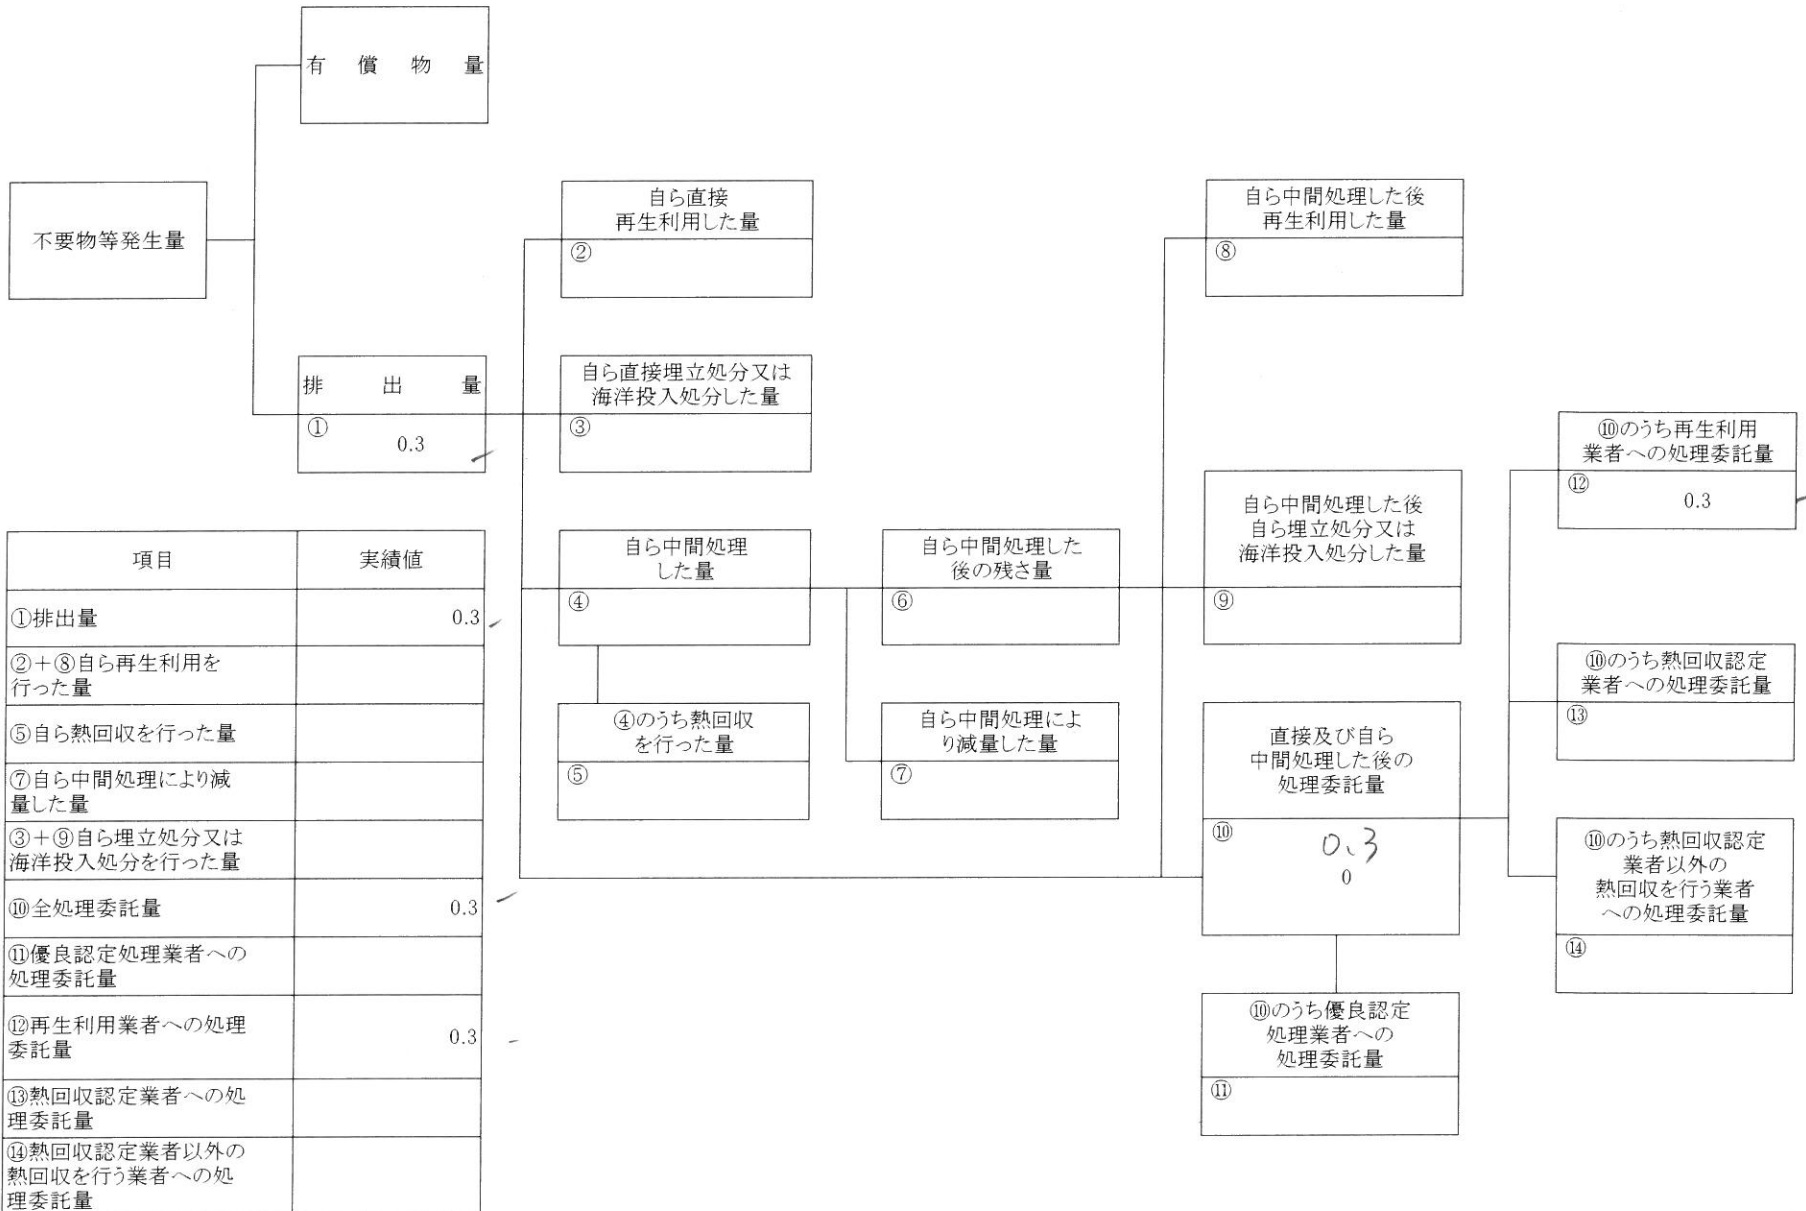 有償物量
不要物等発生量
排出量
①
0.3
自ら直接
再生利用した量
②
自ら直接埋立処分又は
海洋投入処分した量
③
自ら中間処理
した量
④
④のうち熱回収
を行った量
⑤
自ら中間処理した
後の残さ量
⑥
自ら中間処理によ
り減量した量
⑦
自ら中間処理した後
再生利用した量
⑧
自ら中間処理した後
自ら埋立処分又は
海洋投入処分した量
⑨
直接及び自ら
中間処理した後の
処理委託量
⑩
0、3
0
⑩のうち優良認定
処理業者への
処理委託量
⑪
⑩のうち再生利用
業者への処理委託量
⑫
0.3
⑩のうち熱回収認定
業者への処理委託量
⑬
⑩のうち熱回収認定
業者以外の
熱回収を行う業者
への処理委託量
⑭
項目 実績値
①排出量 0.3
②+⑧自ら再生利用を
行った量
⑤自ら熱回収を行った量
⑦自ら中間処理により減
量した量
③+⑨自ら埋立処分又は
海洋投入処分を行った量
⑩全処理委託量 0.3
⑪優良認定処理業者への
処理委託量
⑫再生利用業者への処理
委託量 0.3
⑬熱回収認定業者への処
理委託量
⑭熱回収認定業者以外の
熱回収を行う業者への処
理委託量